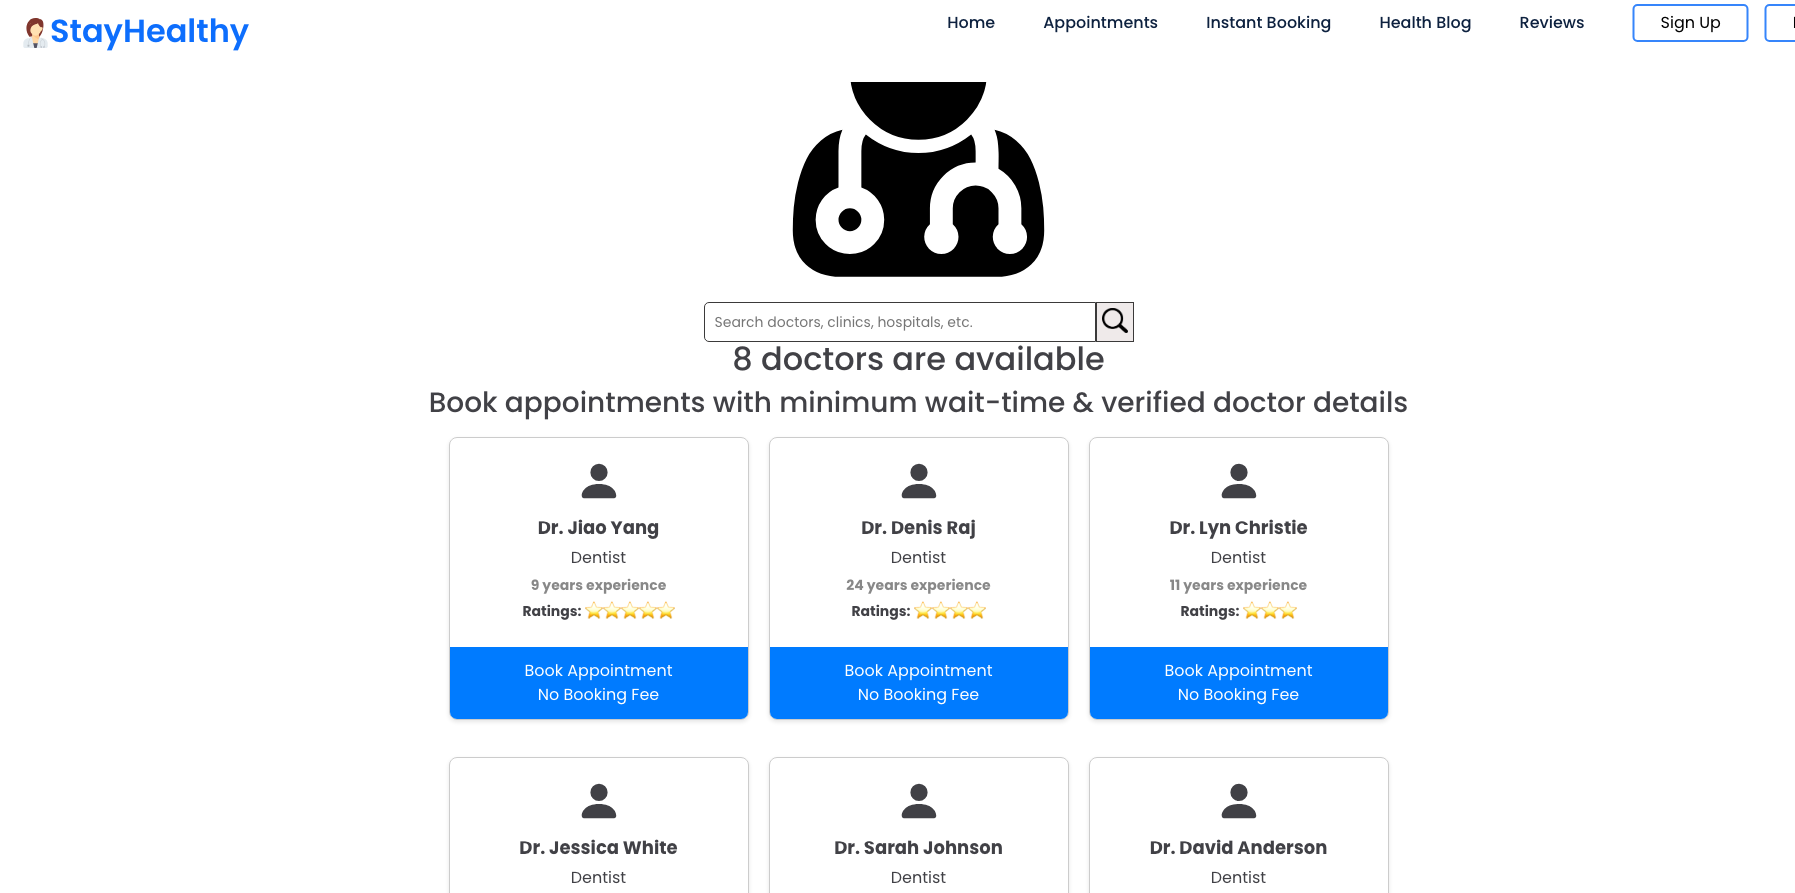 StayHealthy
Home Appointments Instant Booking Health Blog Reviews Sign Up
Search doctors, clinics, hospitals, etc.
8 doctors are available
Book appointments with minimum wait-time & verified doctor details
Dr. Jiao Yang
Dentist
9 years experience
Ratings: ⭐⭐⭐⭐⭐
Book Appointment
No Booking Fee
Dr. Denis Raj
Dentist
24 years experience
Ratings: ⭐⭐⭐⭐
Book Appointment
No Booking Fee
Dr. Lyn Christie
Dentist
11 years experience
Ratings: ⭐⭐⭐
Book Appointment
No Booking Fee
Dr. Jessica White
Dentist
Dr. Sarah Johnson
Dentist
Dr. David Anderson
Dentist